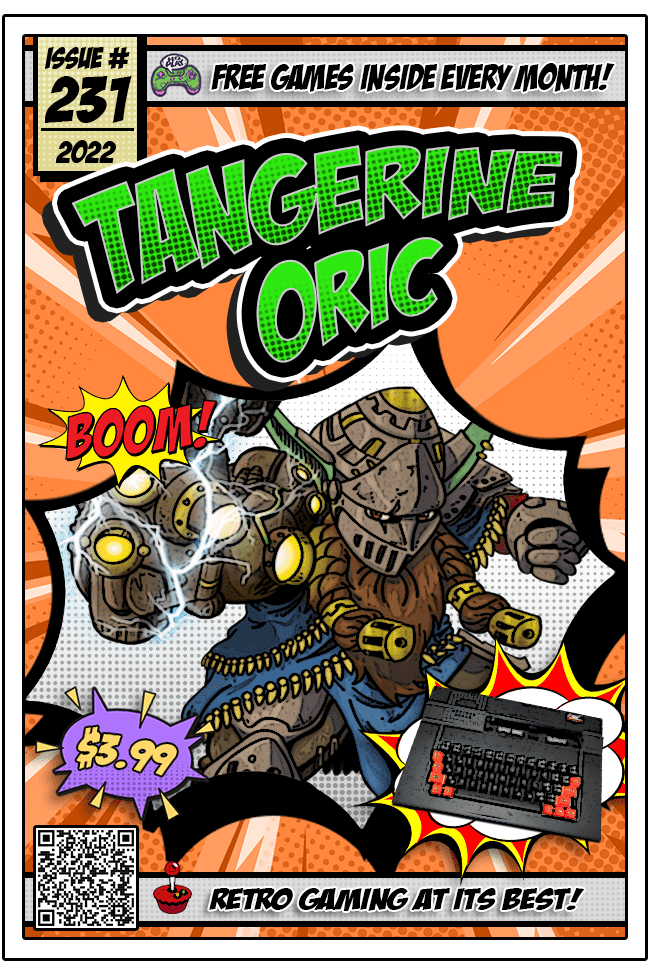 ISSUE #
231
2022
FREE GAMES INSIDE EVERY MONTH!
TANGERINE
ORIC
BOOM!
$3.99
RETRO GAMING AT ITS BEST!